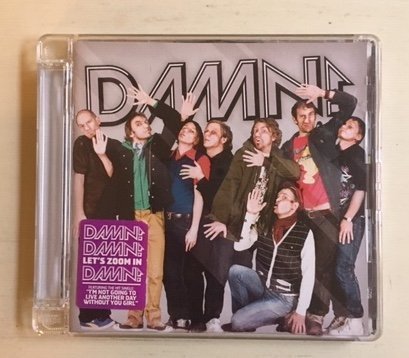 DAMN!
DAMN!
DAMN!
LET'S ZOOM IN
DAMN!
FEATURING THE HIT SINGLE
"I'M NOT GOING TO
LIVE ANOTHER DAY
WITHOUT YOU GIRL"